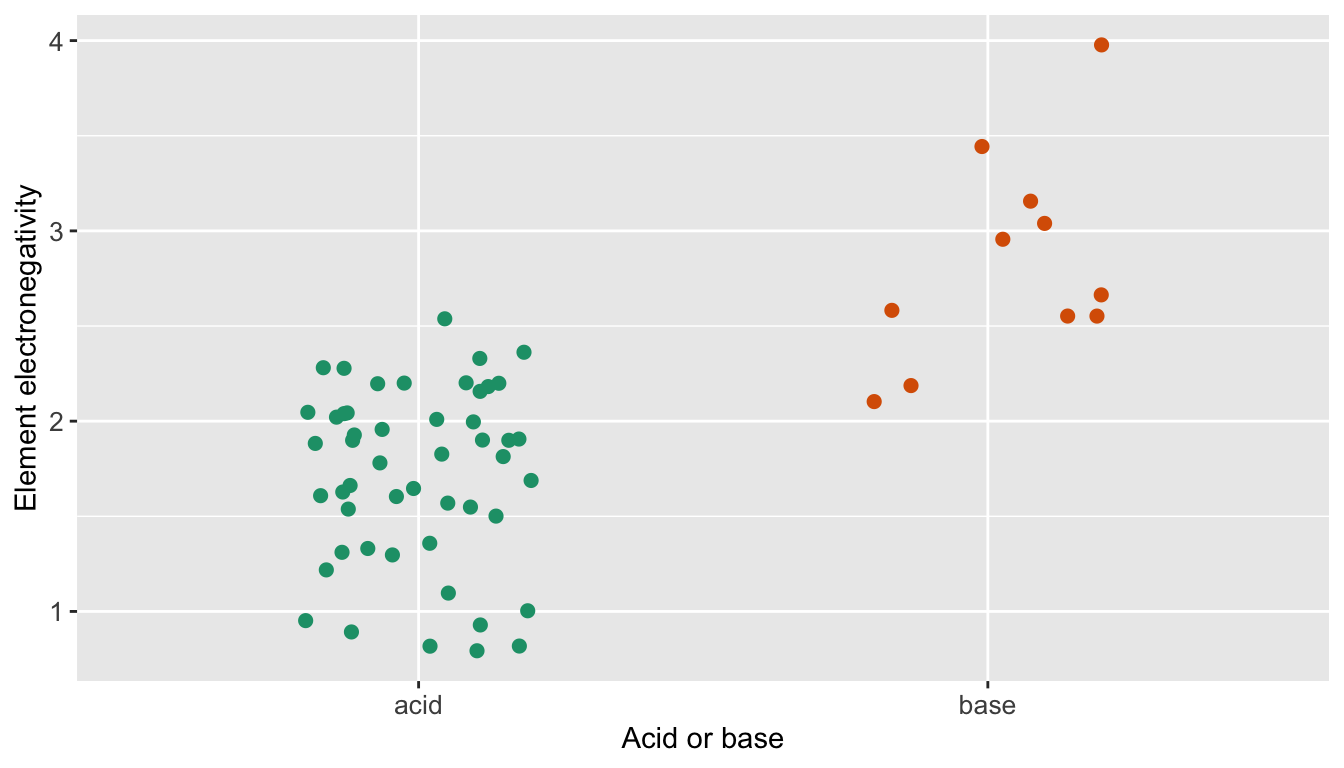 4
3
2
1
Element electronegativity
acid
base
Acid or base